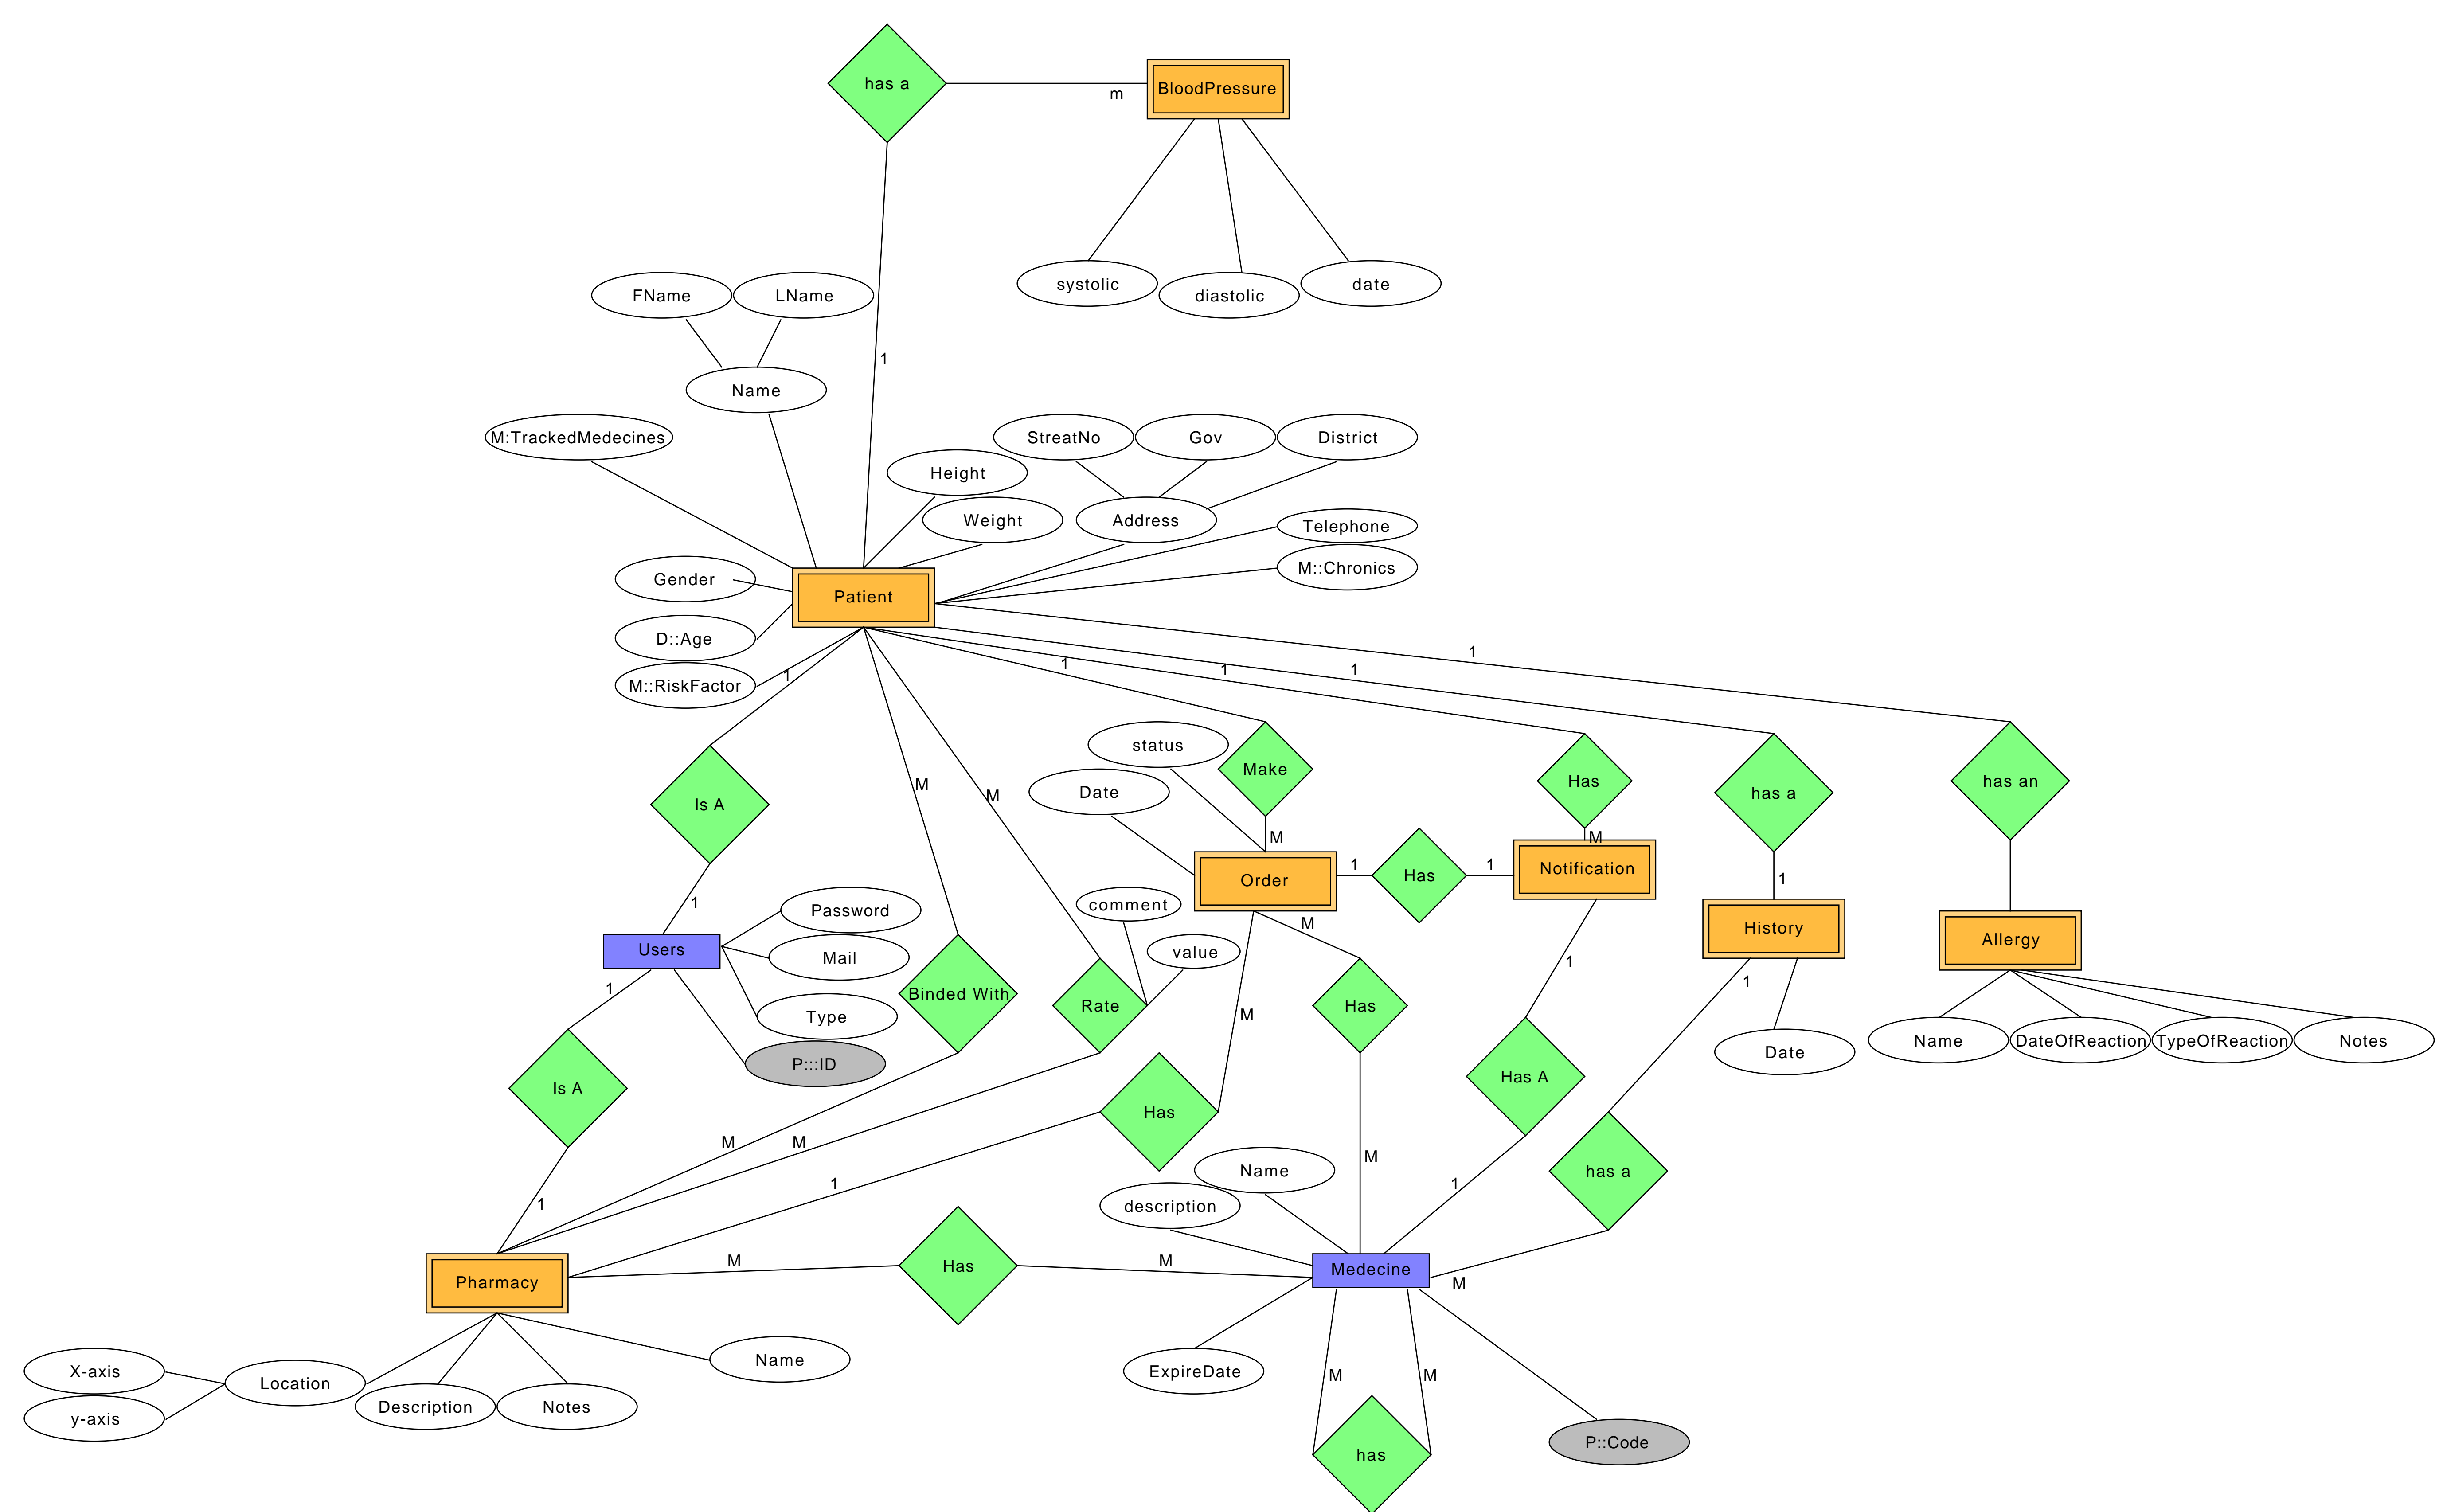 has a
BloodPressure
m
systolic
diastolic
date
FName
LName
1
Name
M:TrackedMedecines
StreatNo
Gov
District
Height
Weight
Address
Telephone
M::Chronics
Gender
Patient
D::Age
M::RiskFactor
1
1
1
1
1
status
Make
Has
has a
has an
Date
Is A
M
M
M
M
1
Has
1
Order
Notification
1
History
Allergy
1
Users
Password
Mail
Type
P:::ID
comment
value
M
1
1
1
Binded With
Rate
Has
M
Name
DateOfReaction
TypeOfReaction
Notes
Date
Is A
Has
Has A
M
M
M
has a
1
1
Name
description
1
M
Has
M
Medecine
M
Pharmacy
X-axis
y-axis
Location
Description
Notes
Name
ExpireDate
M
M
has
P::Code